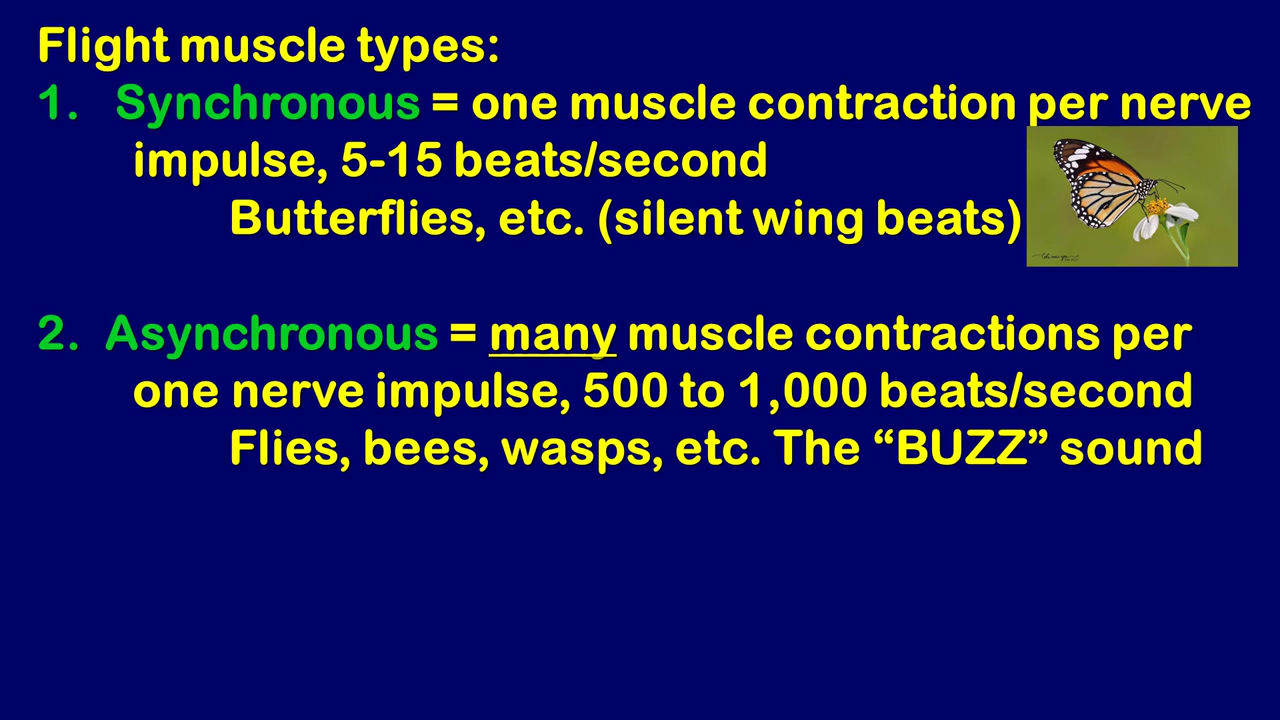 Flight muscle types:
1. Synchronous = one muscle contraction per nerve
impulse, 5-15 beats/second
Butterflies, etc. (silent wing beats)
2. Asynchronous = many muscle contractions per
one nerve impulse, 500 to 1,000 beats/second
Flies, bees, wasps, etc. The “BUZZ” sound